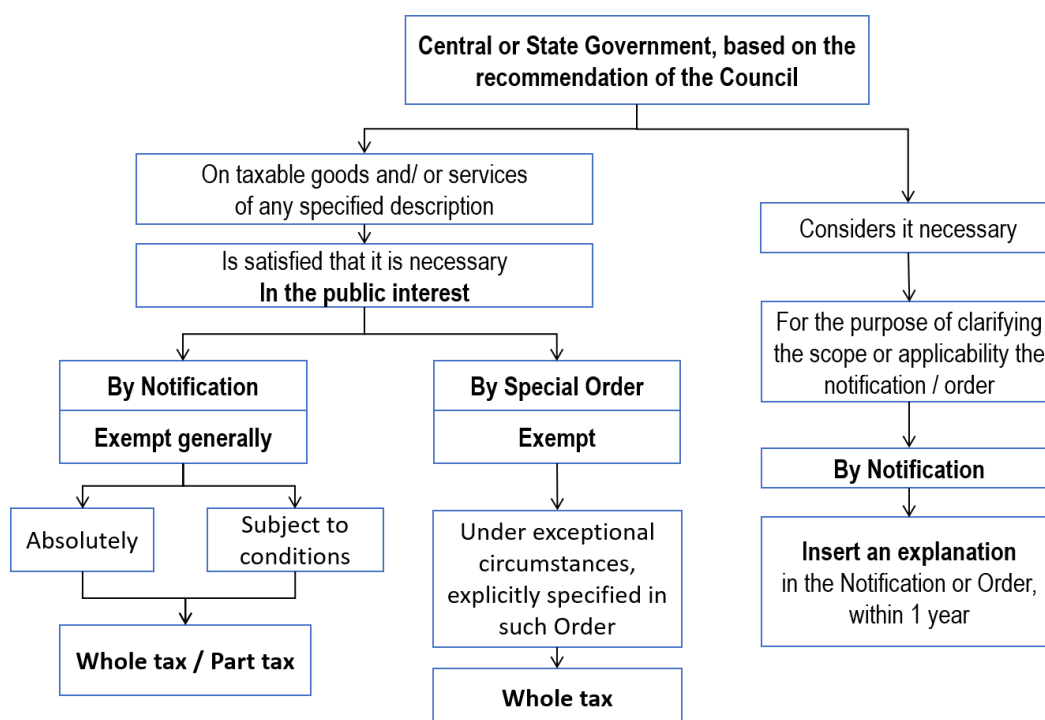 Central or State Government, based on the
recommendation of the Council
On taxable goods and/ or services
of any specified description
Is satisfied that it is necessary
In the public interest
By Notification
Exempt generally
Absolutely
Subject to
conditions
Whole tax / Part tax
By Special Order
Exempt
Under exceptional
circumstances,
explicitly specified in
such Order
Whole tax
Considers it necessary
For the purpose of clarifying
the scope or applicability the
notification / order
By Notification
Insert an explanation
in the Notification or Order,
within 1 year